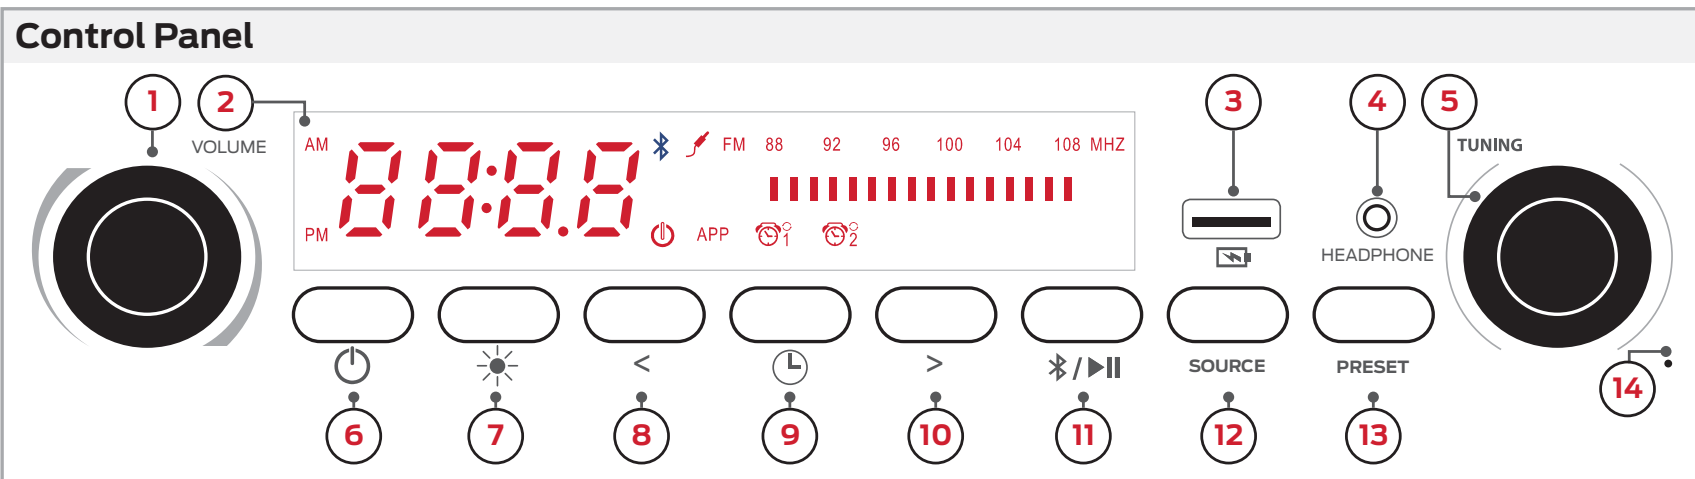 Control Panel
1 2 3 4 5
VOLUME
TUNING
AM 88:8.8 FM 88 92 96 100 104 108 MHZ
PM APP 1 2
HEADPHONE
< > / SOURCE PRESET
14
6 7 8 9 10 11 12 13